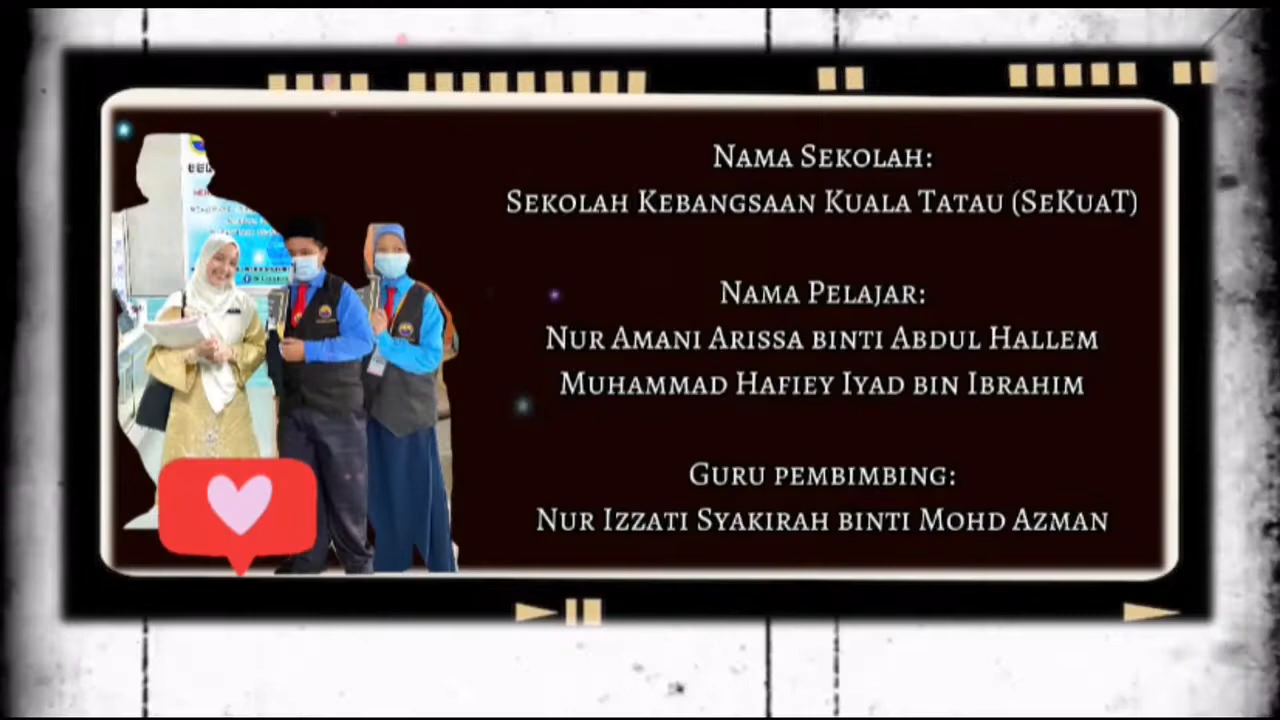 Nama Sekolah:
Sekolah Kebangsaan Kuala Tatau (SeKuaT)
Nama Pelajar:
Nur Amani Arissa binti Abdul Hallem
Muhammad Hafiey Iyad bin Ibrahim
Guru pembimbing:
Nur Izzati Syakirah binti Mohd Azman